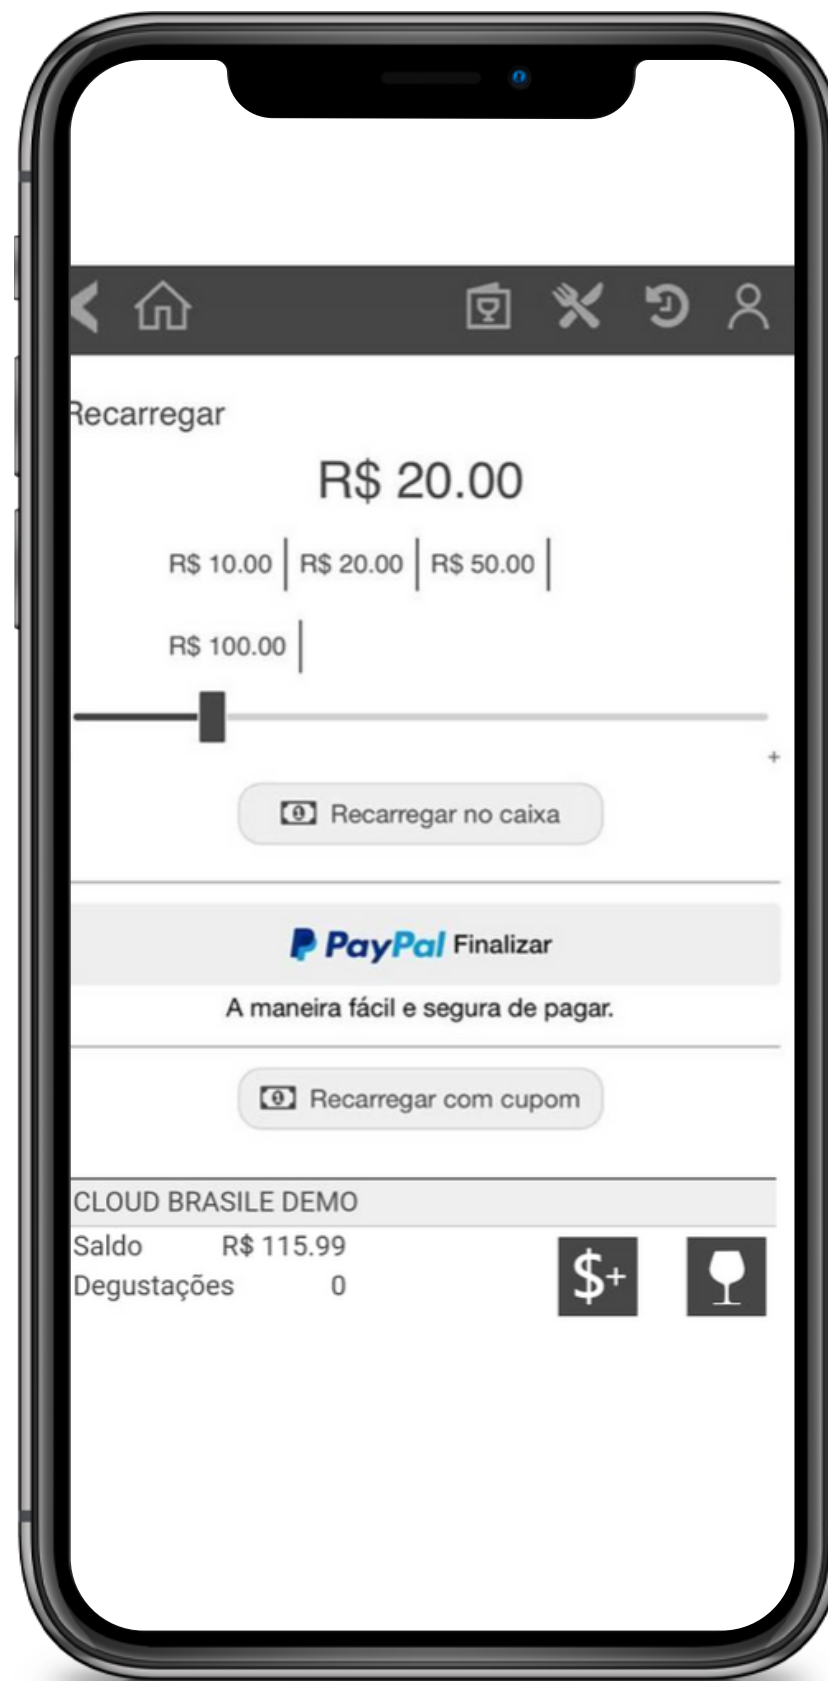 Recarregar
R$ 20.00
R$ 10.00 R$ 20.00 R$ 50.00
R$ 100.00
+
Recarregar no caixa
PayPal Finalizar
A maneira fácil e segura de pagar.
Recarregar com cupom
CLOUD BRASILE DEMO
Saldo R$ 115.99
Degustações 0
$+